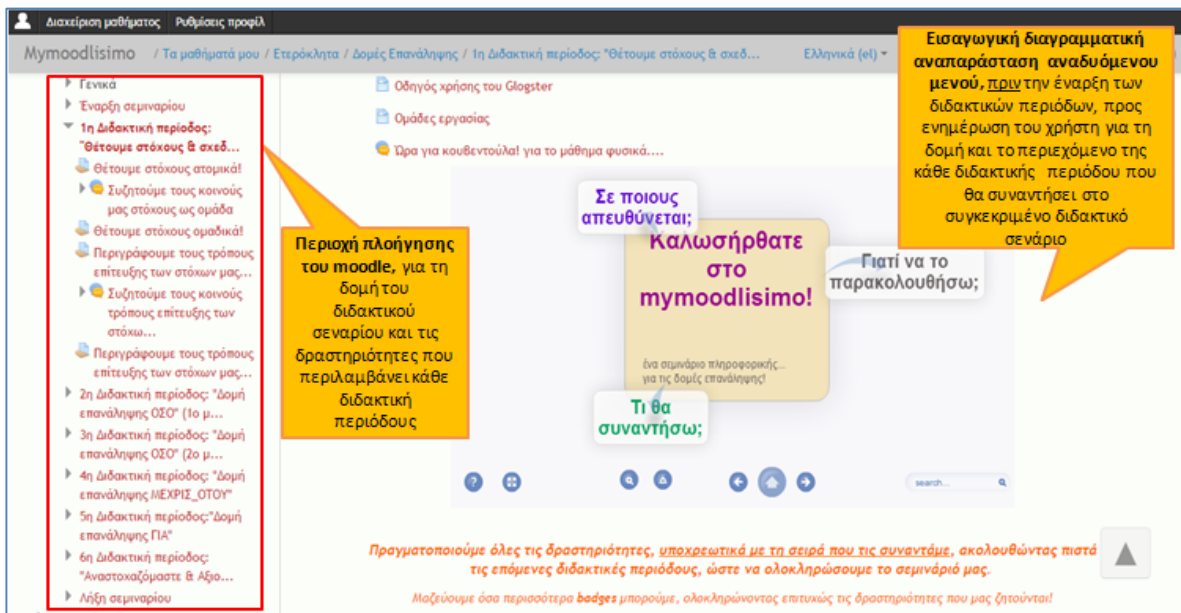 Διαχείριση μαθήματος Ρυθμίσεις προφίλ
Mymoodlisimo / Τα μαθήματά μου / Ετερόκλητα / Δομές Επανάληψης / 1η Διδακτική περίοδος: "Θέτουμε στόχους & σχεδ... Ελληνικά (el)
Γενικά
Έναρξη σεμιναρίου
1η Διδακτική περίοδος:
"Θέτουμε στόχους & σχεδ...
Θέτουμε στόχους ατομικά!
Συζητούμε τους κοινούς
μας στόχους ως ομάδα
Θέτουμε στόχους ομαδικά!
Περιγράφουμε τους τρόπους
επίτευξης των στόχων μας...
Συζητούμε τους κοινούς
τρόπους επίτευξης των
στόχω...
Περιγράφουμε τους τρόπους
επίτευξης των στόχων μας...
2η Διδακτική περίοδος: "Δομή
επανάληψης ΟΣΟ" (1ο μ...
3η Διδακτική περίοδος: "Δομή
επανάληψης ΟΣΟ" (2ο μ...
4η Διδακτική περίοδος: "Δομή
επανάληψης ΜΕΧΡΙΣ_ΟΤΟΥ"
5η Διδακτική περίοδος:"Δομή
επανάληψης ΓΙΑ"
6η Διδακτική περίοδος:
"Αναστοχαζόμαστε & Αξιο...
Λήξη σεμιναρίου
Περιοχή πλοήγησης
του moodle, για τη
δομή του
διδακτικού
σεναρίου και τις
δραστηριότητες που
περιλαμβάνει κάθε
διδακτική
περιόδους
Οδηγός χρήσης του Glogster
Ομάδες εργασίας
Ώρα για κουβεντούλα! για το μάθημα φυσικά....
Σε ποιους
απευθύνεται;
Καλωσήρθατε
στο
mymoodlisimo!
Γιατί να το
παρακολουθήσω;
ένα σεμινάριο πληροφορικής...
για τις δομές επανάληψης!
Τι θα
συναντήσω;
search...
Εισαγωγική διαγραμματική
αναπαράσταση αναδυόμενου
μενού, πριν την έναρξη των
διδακτικών περιόδων, προς
ενημέρωση του χρήστη για τη
δομή και το περιεχόμενο της
κάθε διδακτικής περιόδου που
θα συναντήσει στο
συγκεκριμένο διδακτικό
σενάριο
Πραγματοποιούμε όλες τις δραστηριότητες, υποχρεωτικά με τη σειρά που τις συναντάμε, ακολουθώντας πιστά
τις επόμενες διδακτικές περιόδους, ώστε να ολοκληρώσουμε το σεμινάριό μας.
Μαζεύουμε όσα περισσότερα badges μπορούμε, ολοκληρώνοντας επιτυχώς τις δραστηριότητες που μας ζητούνται!